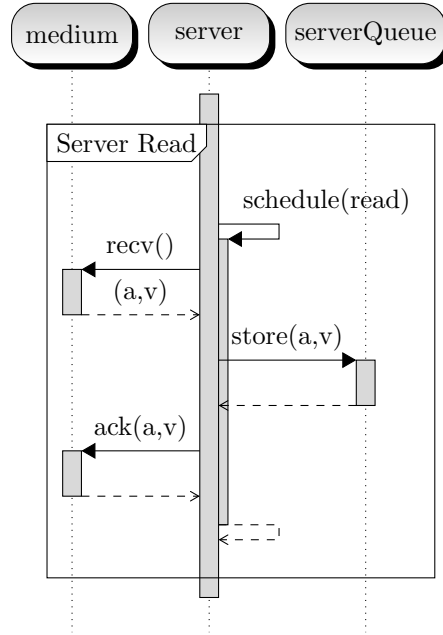 medium
server
serverQueue
Server Read
schedule(read)
recv()
(a,v)
store(a,v)
ack(a,v)